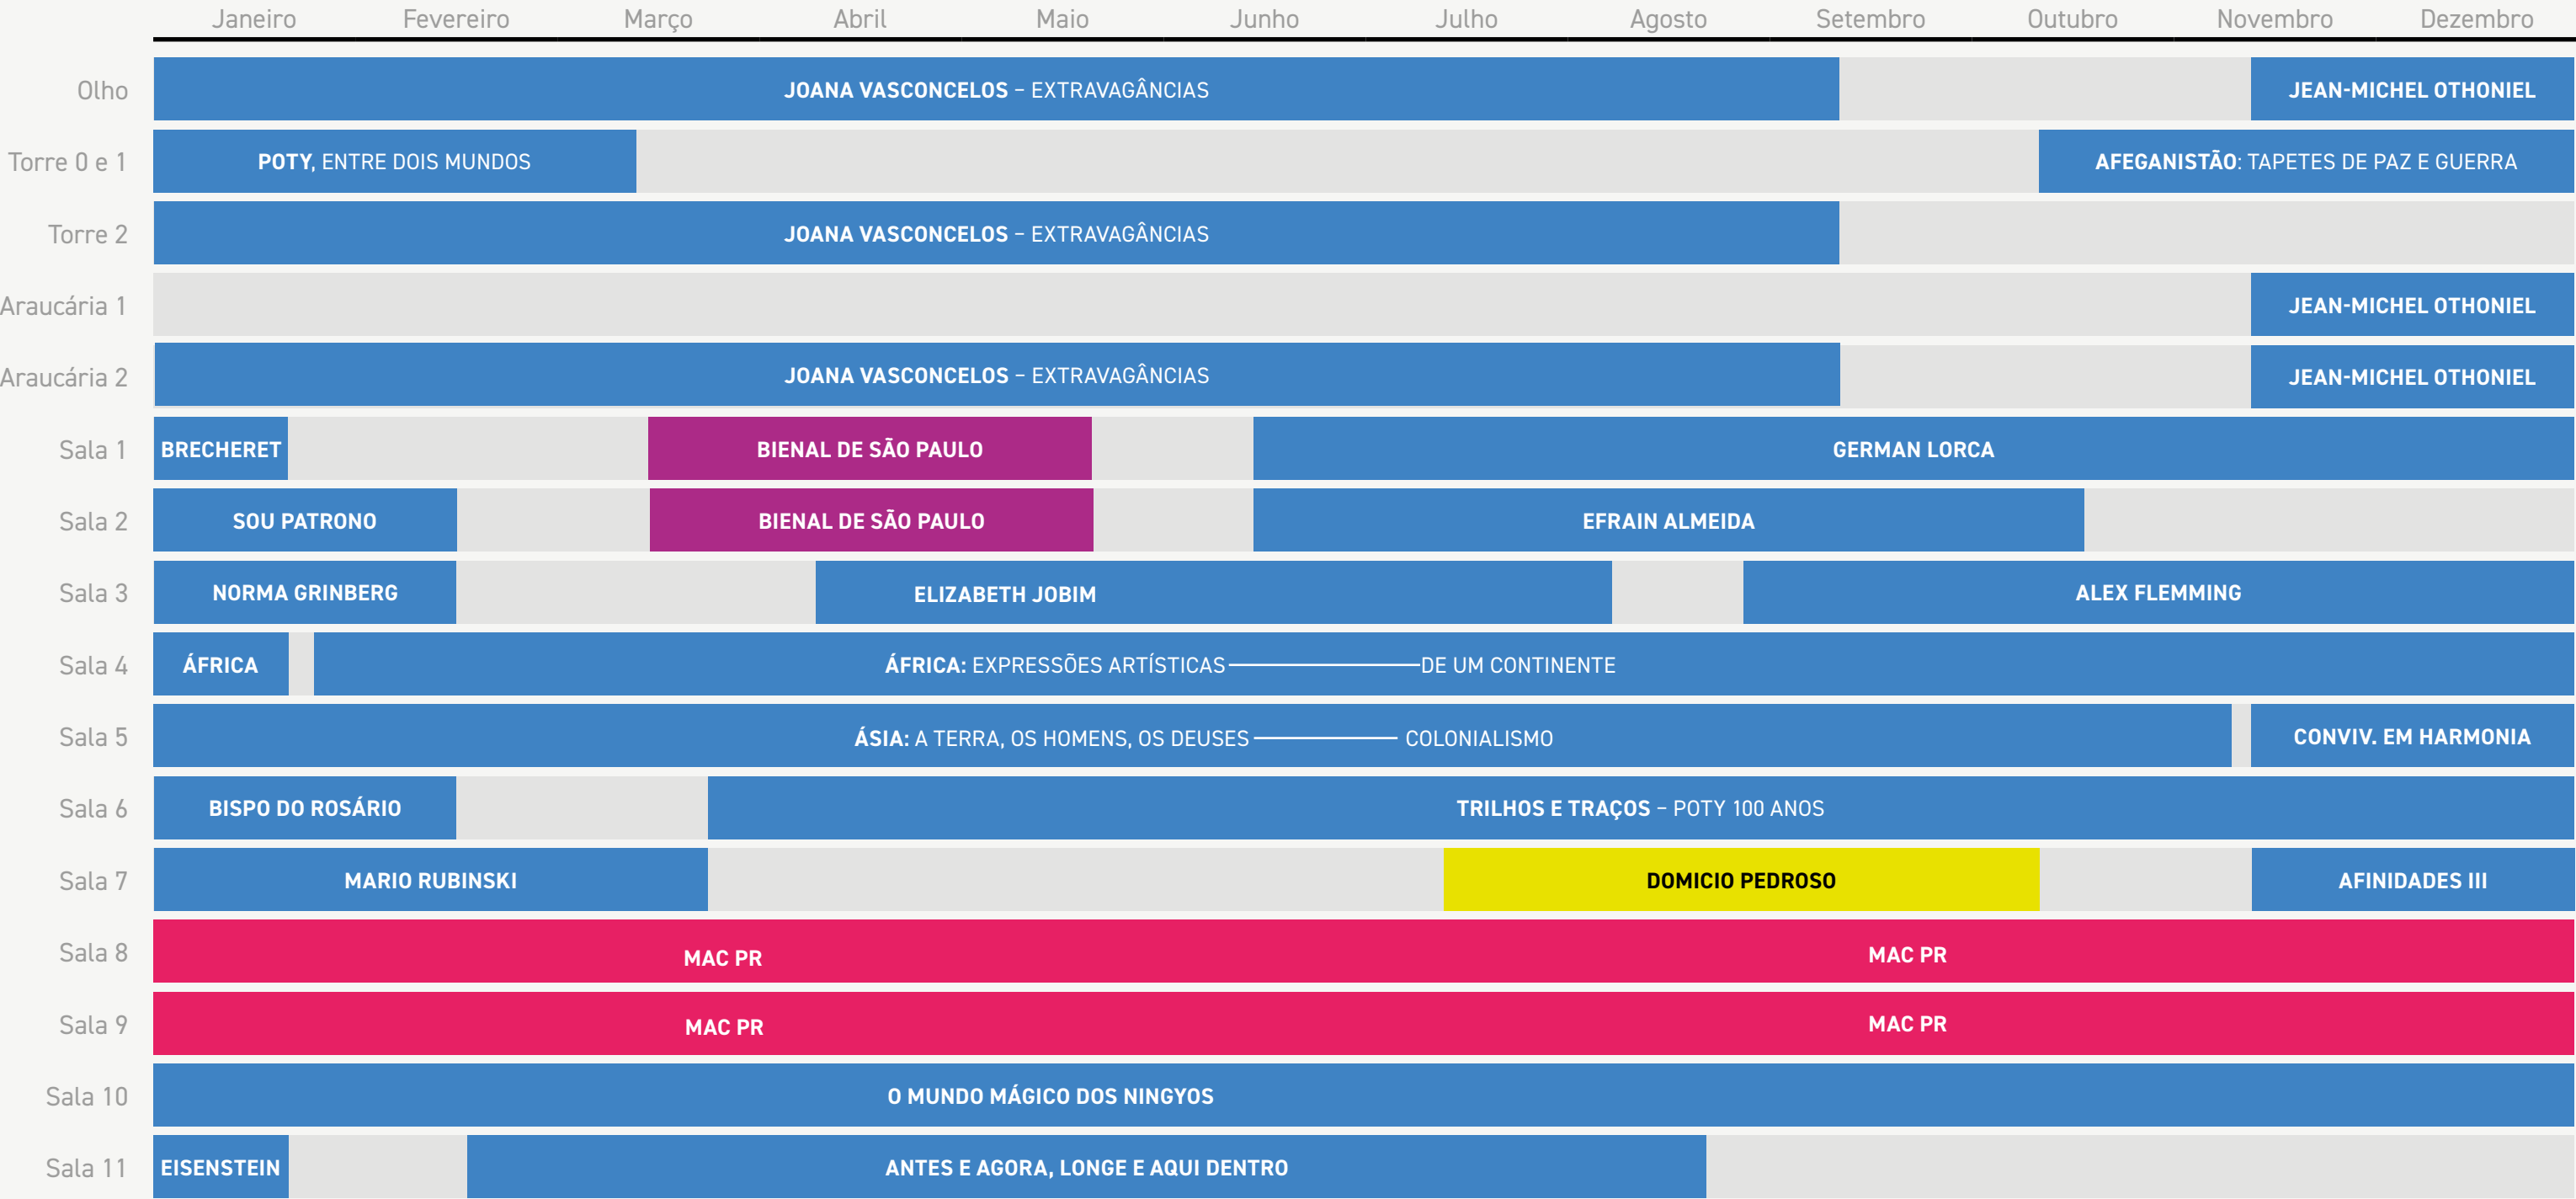 Janeiro Fevereiro Março Abril Maio Junho Julho Agosto Setembro Outubro Novembro Dezembro
Olho JOANA VASCONCELOS – EXTRAVAGÂNCIAS JEAN-MICHEL OTHONIEL
Torre 0 e 1 POTY, ENTRE DOIS MUNDOS AFEGANISTÃO: TAPETES DE PAZ E GUERRA
Torre 2 JOANA VASCONCELOS – EXTRAVAGÂNCIAS
Araucária 1 JEAN-MICHEL OTHONIEL
Araucária 2 JOANA VASCONCELOS – EXTRAVAGÂNCIAS JEAN-MICHEL OTHONIEL
Sala 1 BRECHERET BIENAL DE SÃO PAULO GERMAN LORCA
Sala 2 SOU PATRONO BIENAL DE SÃO PAULO EFRAIN ALMEIDA
Sala 3 NORMA GRINBERG ELIZABETH JOBIM ALEX FLEMMING
Sala 4 ÁFRICA ÁFRICA: EXPRESSÕES ARTÍSTICAS DE UM CONTINENTE
Sala 5 ÁSIA: A TERRA, OS HOMENS, OS DEUSES COLONIALISMO CONVIV. EM HARMONIA
Sala 6 BISPO DO ROSÁRIO TRILHOS E TRAÇOS – POTY 100 ANOS
Sala 7 MARIO RUBINSKI DOMICIO PEDROSO AFINIDADES III
Sala 8 MAC PR MAC PR
Sala 9 MAC PR MAC PR
Sala 10 O MUNDO MÁGICO DOS NINGYOS
Sala 11 EISENSTEIN ANTES E AGORA, LONGE E AQUI DENTRO